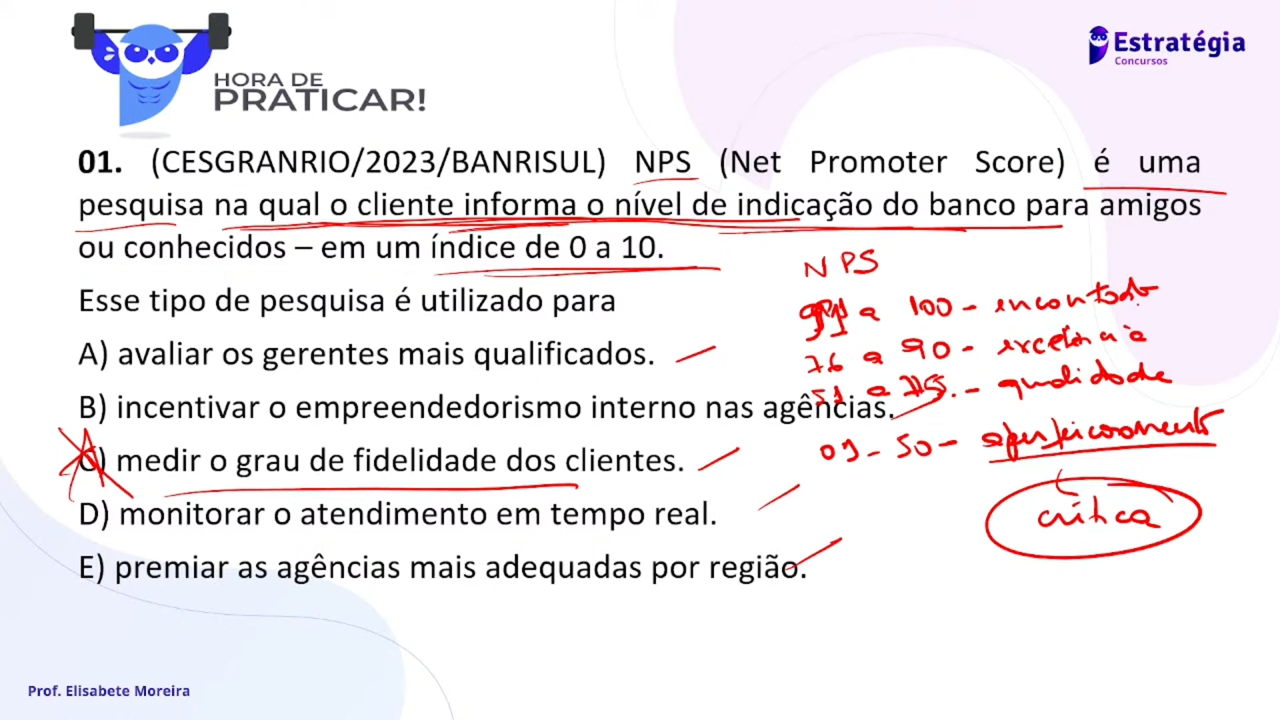 Estratégia
Concursos
HORA DE
PRATICAR!
01. (CESGRANRIO/2023/BANRISUL) NPS (Net Promoter Score) é uma
pesquisa na qual o cliente informa o nível de indicação do banco para amigos
ou conhecidos – em um índice de 0 a 10.
Esse tipo de pesquisa é utilizado para
A) avaliar os gerentes mais qualificados.
B) incentivar o empreendedorismo interno nas agências.
C) medir o grau de fidelidade dos clientes.
D) monitorar o atendimento em tempo real.
E) premiar as agências mais adequadas por região.
NPS
a 100 - encantado
76 a 90 - excelência
51 a 75 - qualidade
01 - 50 - aperfeiçoamento
crítica
Prof. Elisabete Moreira